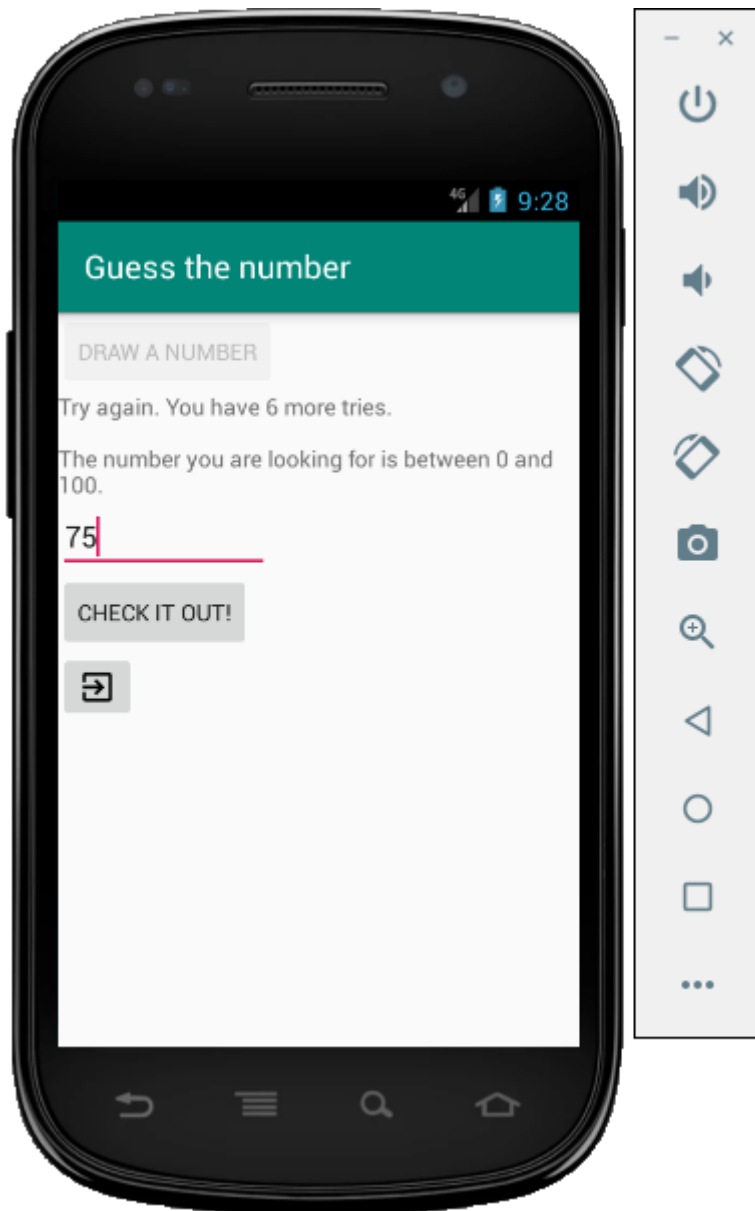 4G 9:28
Guess the number
DRAW A NUMBER
Try again. You have 6 more tries.
The number you are looking for is between 0 and
100.
75
CHECK IT OUT!